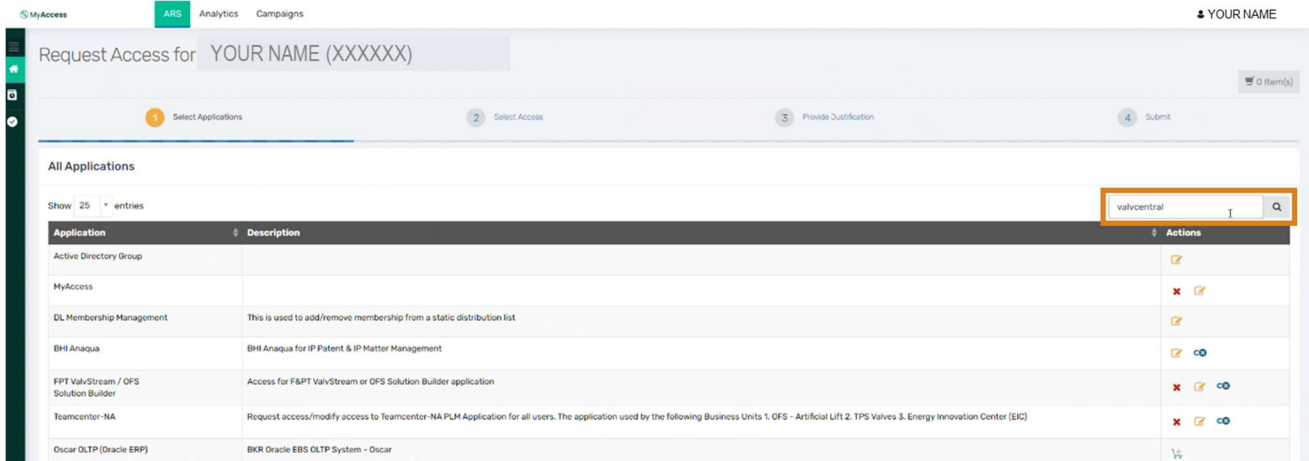 MyAccess ARS Analytics Campaigns YOUR NAME
Request Access for YOUR NAME (XXXXXX)
0 Item(s)
1 Select Applications 2 Select Access 3 Provide Justification 4 Submit
All Applications
Show 25 entries valvcentral
Application Description Actions
Active Directory Group
MyAccess
DL Membership Management This is used to add/remove membership from a static distribution list
BHI Anaqua BHI Anaqua for IP Patent & IP Matter Management
FPT ValvStream / OFS Access for F&PT ValvStream or OFS Solution Builder application
Solution Builder
Teamcenter-NA Request access/modify access to Teamcenter-NA PLM Application for all users. The application used by the following Business Units 1. OFS - Artificial Lift 2. TPS Valves 3. Energy Innovation Center (EIC)
Oscar OLTP (Oracle ERP) BKR Oracle EBS OLTP System - Oscar